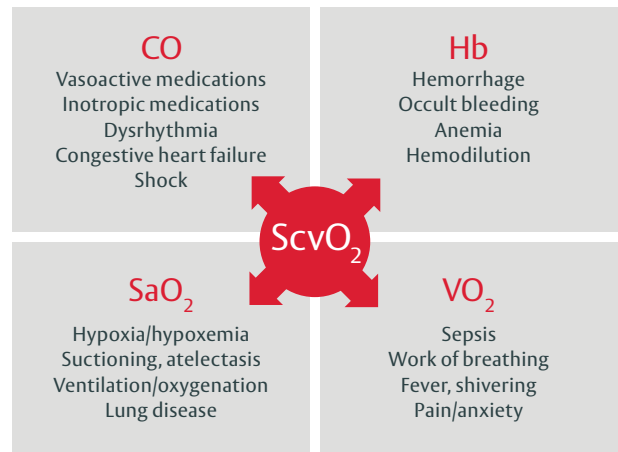 CO
Vasoactive medications
Inotropic medications
Dysrhythmia
Congestive heart failure
Shock
Hb
Hemorrhage
Occult bleeding
Anemia
Hemodilution
ScvO₂
SaO₂
Hypoxia/hypoxemia
Suctioning, atelectasis
Ventilation/oxygenation
Lung disease
VO₂
Sepsis
Work of breathing
Fever, shivering
Pain/anxiety